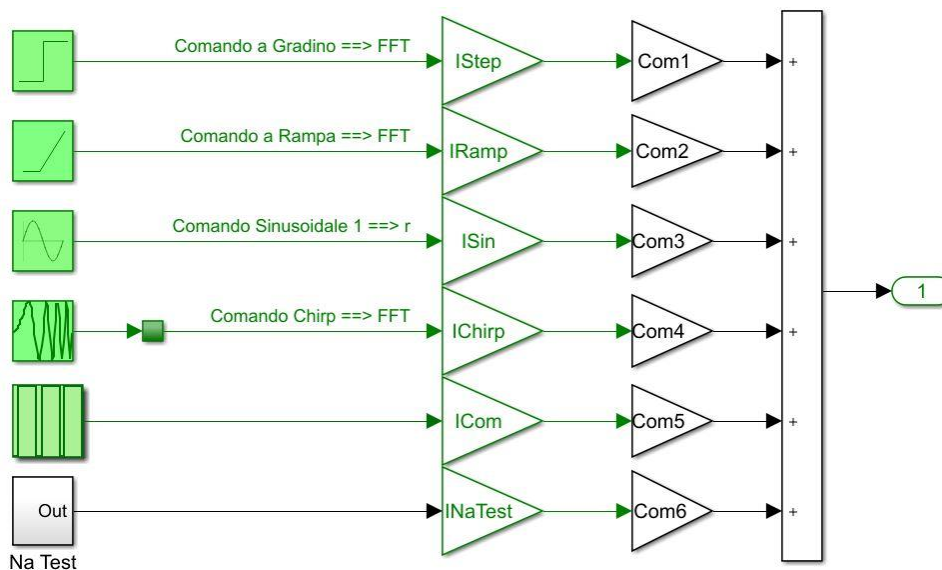 Comando a Gradino ==> FFT
IStep
Com1
+
Comando a Rampa ==> FFT
IRamp
Com2
+
Comando Sinusoidale 1 ==> r
ISin
Com3
+
1
Comando Chirp ==> FFT
IChirp
Com4
+
ICom
Com5
+
Out
INaTest
Com6
+
Na Test